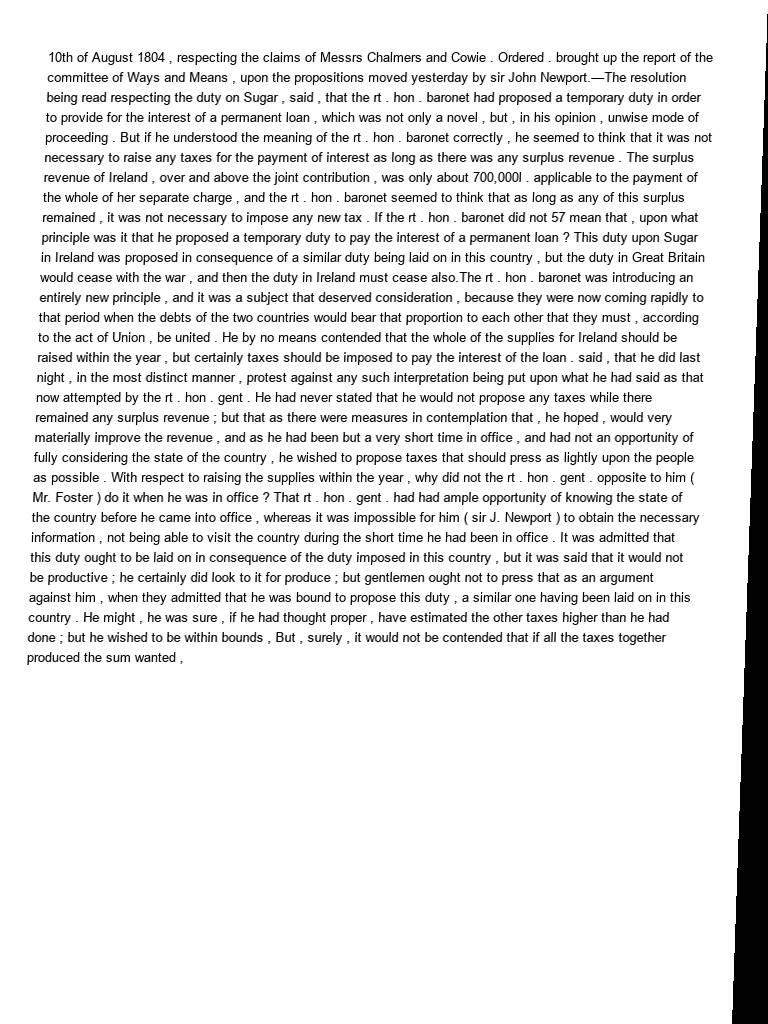 10th of August 1804 , respecting the claims of Messrs Chalmers and Cowie . Ordered . brought up the report of the
committee of Ways and Means , upon the propositions moved yesterday by sir John Newport.—The resolution
being read respecting the duty on Sugar , said , that the rt . hon . baronet had proposed a temporary duty in order
to provide for the interest of a permanent loan , which was not only a novel , but , in his opinion , unwise mode of
proceeding . But if he understood the meaning of the rt . hon . baronet correctly , he seemed to think that it was not
necessary to raise any taxes for the payment of interest as long as there was any surplus revenue . The surplus
revenue of Ireland , over and above the joint contribution , was only about 700,000l . applicable to the payment of
the whole of her separate charge , and the rt . hon . baronet seemed to think that as long as any of this surplus
remained , it was not necessary to impose any new tax . If the rt . hon . baronet did not 57 mean that , upon what
principle was it that he proposed a temporary duty to pay the interest of a permanent loan ? This duty upon Sugar
in Ireland was proposed in consequence of a similar duty being laid on in this country , but the duty in Great Britain
would cease with the war , and then the duty in Ireland must cease also.The rt . hon . baronet was introducing an
entirely new principle , and it was a subject that deserved consideration , because they were now coming rapidly to
that period when the debts of the two countries would bear that proportion to each other that they must , according
to the act of Union , be united . He by no means contended that the whole of the supplies for Ireland should be
raised within the year , but certainly taxes should be imposed to pay the interest of the loan . said , that he did last
night , in the most distinct manner , protest against any such interpretation being put upon what he had said as that
now attempted by the rt . hon . gent . He had never stated that he would not propose any taxes while there
remained any surplus revenue ; but that as there were measures in contemplation that , he hoped , would very
materially improve the revenue , and as he had been but a very short time in office , and had not an opportunity of
fully considering the state of the country , he wished to propose taxes that should press as lightly upon the people
as possible . With respect to raising the supplies within the year , why did not the rt . hon . gent . opposite to him (
Mr. Foster ) do it when he was in office ? That rt . hon . gent . had had ample opportunity of knowing the state of
the country before he came into office , whereas it was impossible for him ( sir J. Newport ) to obtain the necessary
information , not being able to visit the country during the short time he had been in office . It was admitted that
this duty ought to be laid on in consequence of the duty imposed in this country , but it was said that it would not
be productive ; he certainly did look to it for produce ; but gentlemen ought not to press that as an argument
against him , when they admitted that he was bound to propose this duty , a similar one having been laid on in this
country . He might , he was sure , if he had thought proper , have estimated the other taxes higher than he had
done ; but he wished to be within bounds , But , surely , it would not be contended that if all the taxes together
produced the sum wanted ,